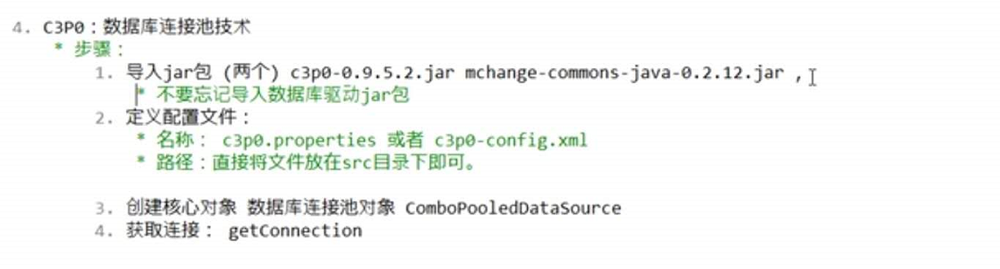 4. C3P0：数据库连接池技术
* 步骤：
1. 导入jar包 (两个) c3p0-0.9.5.2.jar mchange-commons-java-0.2.12.jar ，
* 不要忘记导入数据库驱动jar包
2. 定义配置文件：
* 名称： c3p0.properties 或者 c3p0-config.xml
* 路径：直接将文件放在src目录下即可。
3. 创建核心对象 数据库连接池对象 ComboPooledDataSource
4. 获取连接： getConnection